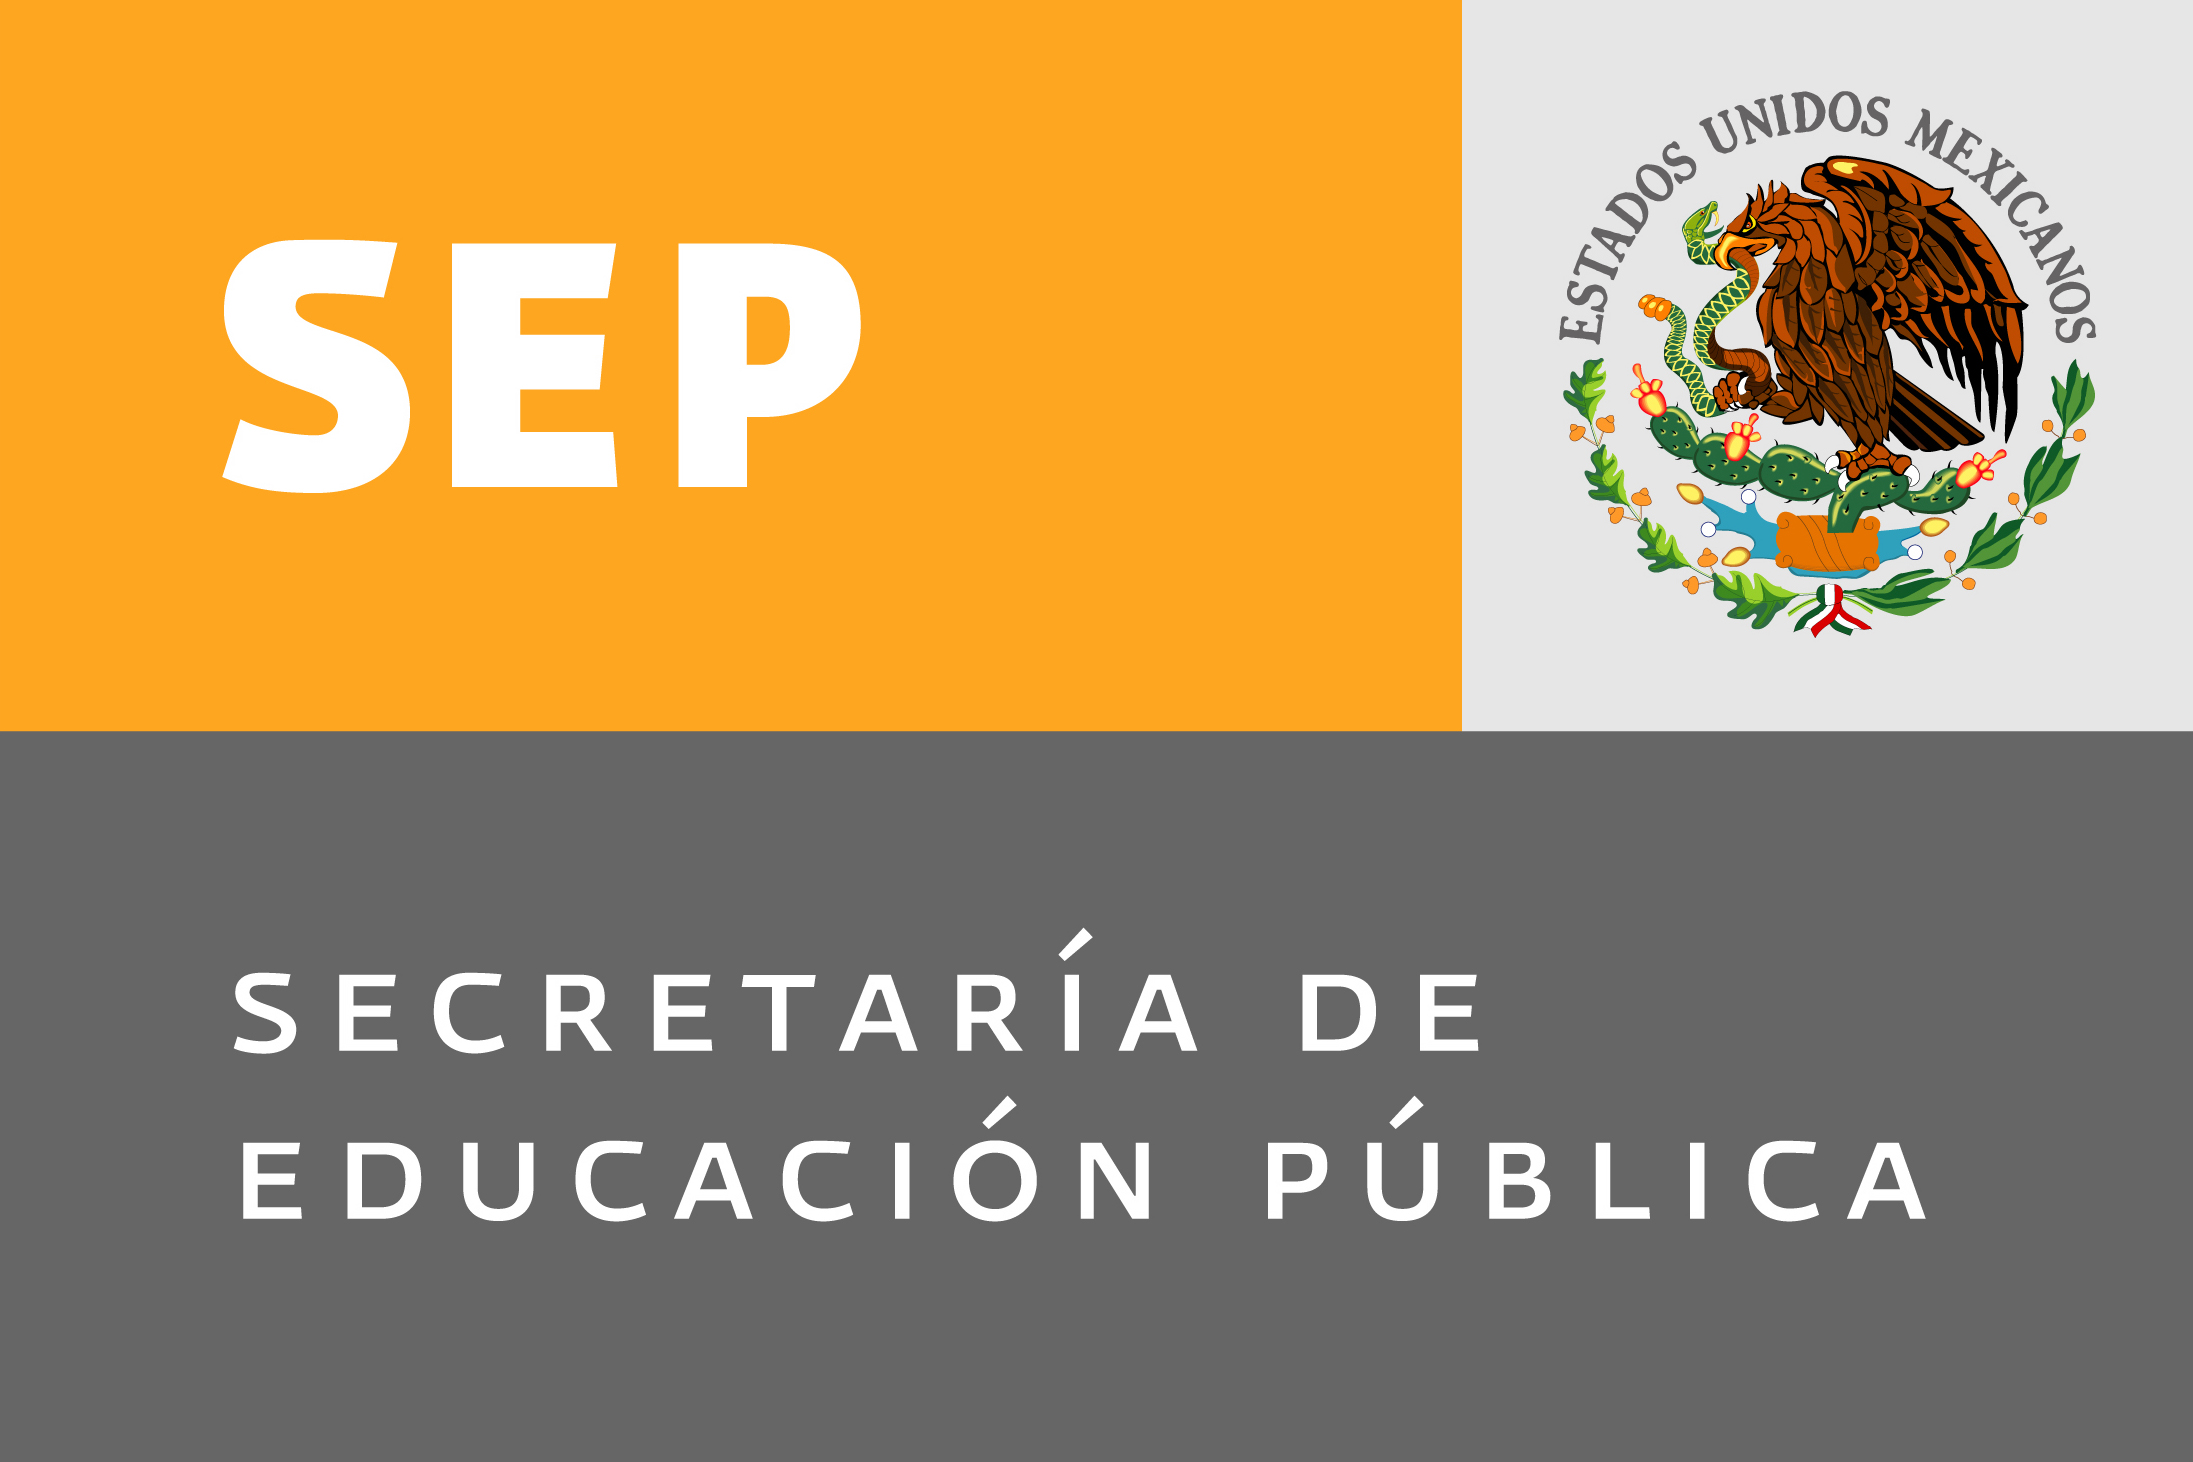 SEP
ESTADOS UNIDOS MEXICANOS
SECRETARÍA DE
EDUCACIÓN PÚBLICA